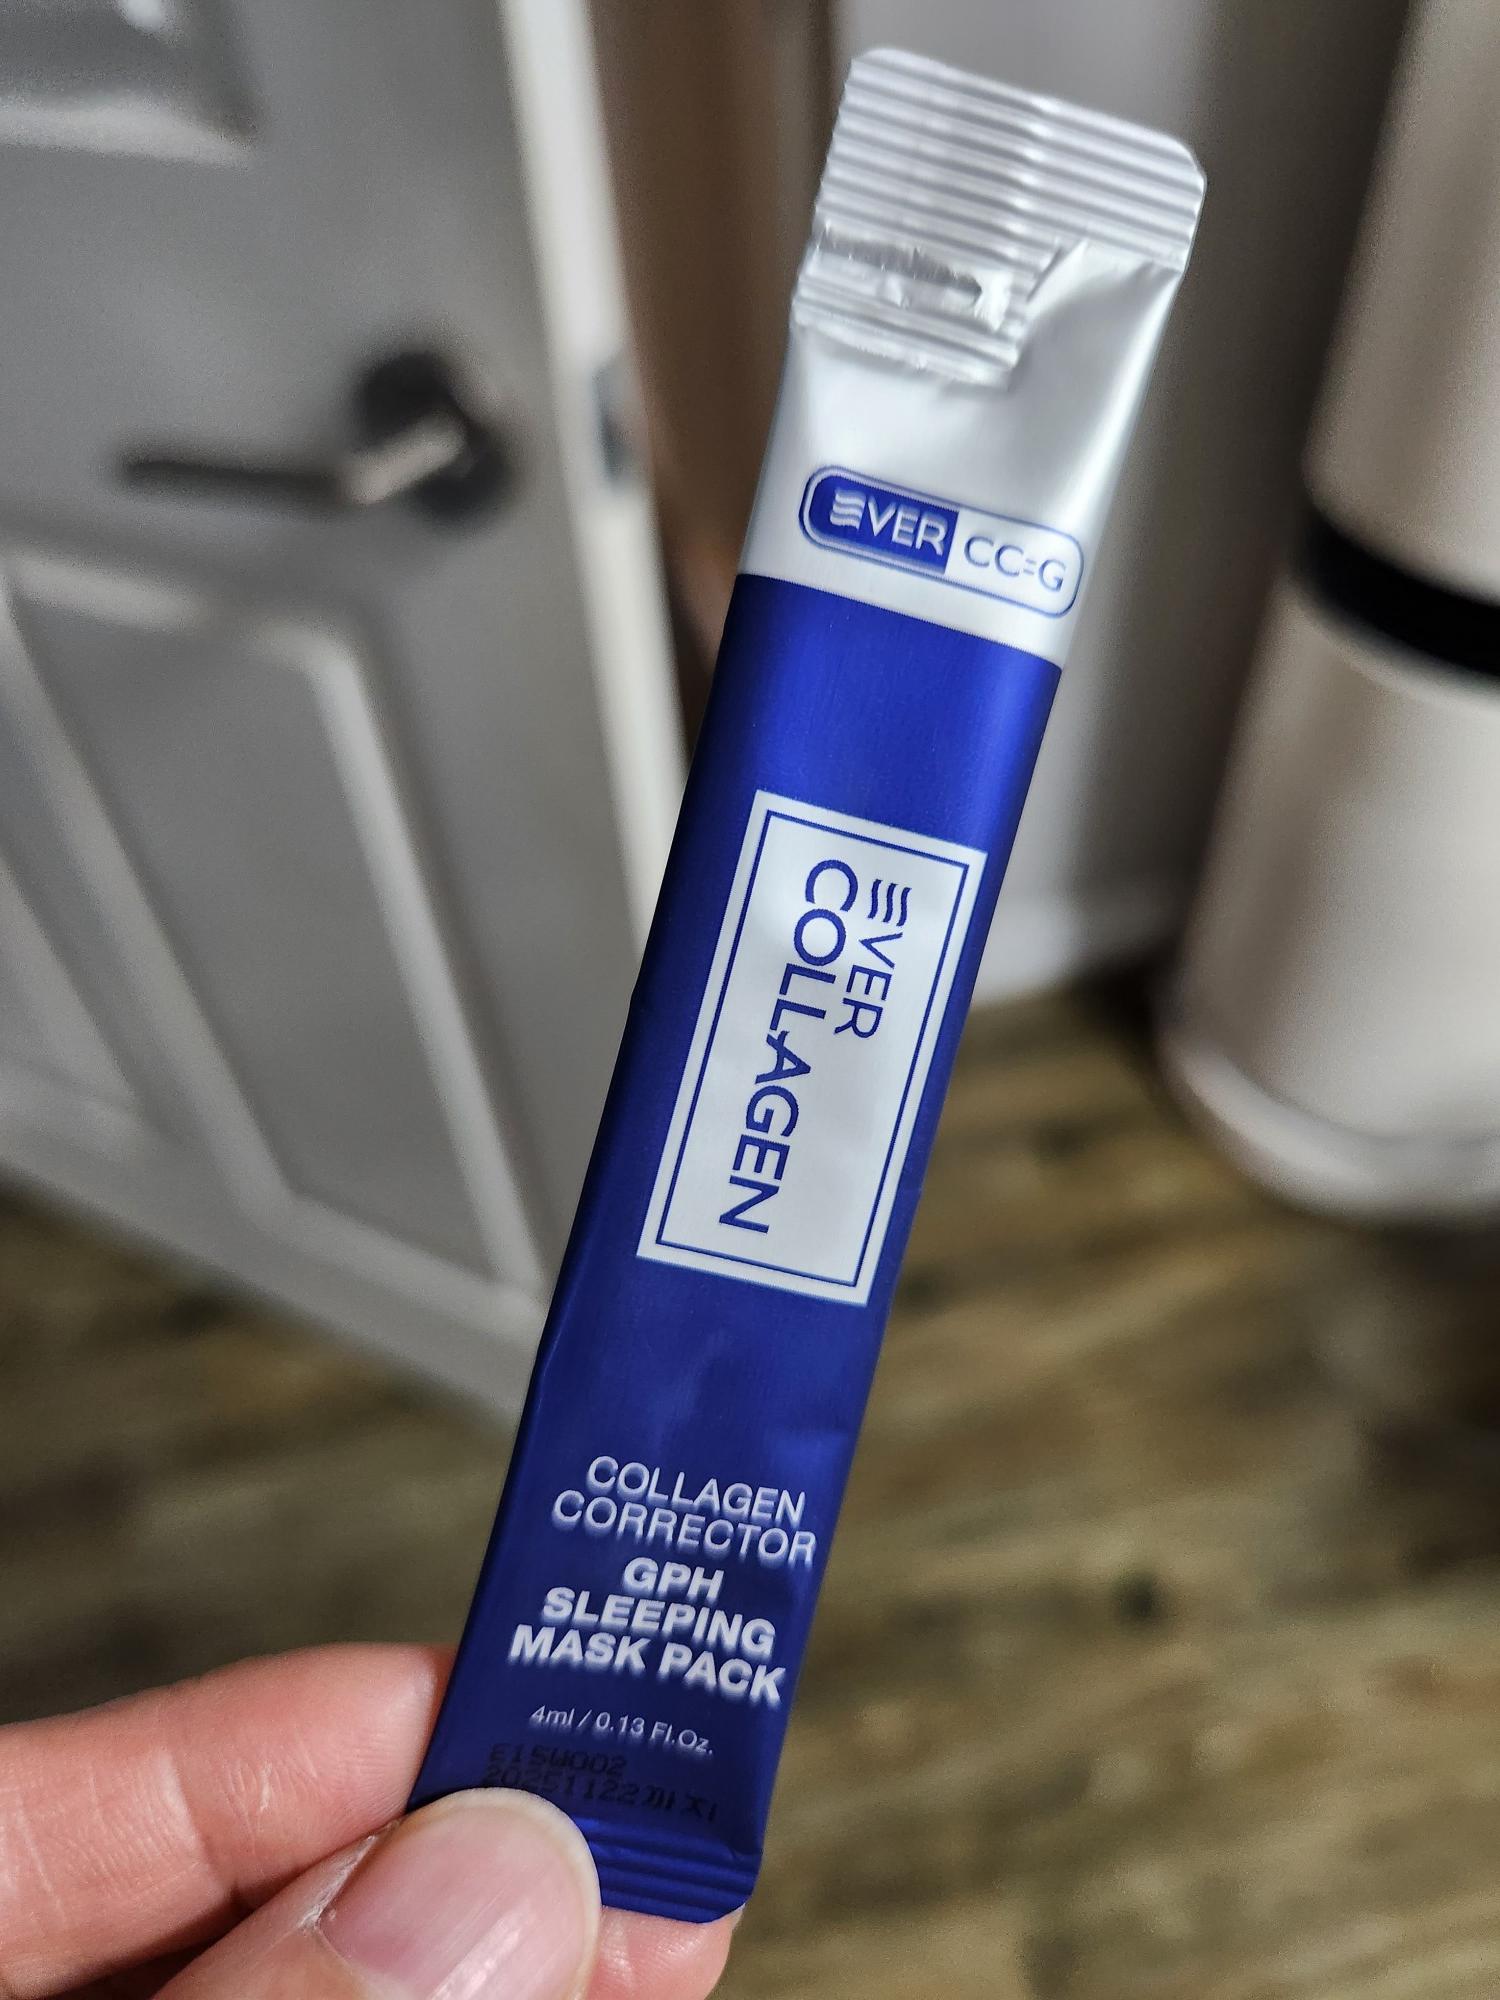 EVER CC=G
EVER
COLLAGEN
COLLAGEN
CORRECTOR
GPH
SLEEPING
MASK PACK
4ml / 0.13 Fl.Oz.
E15W002
20251122까지